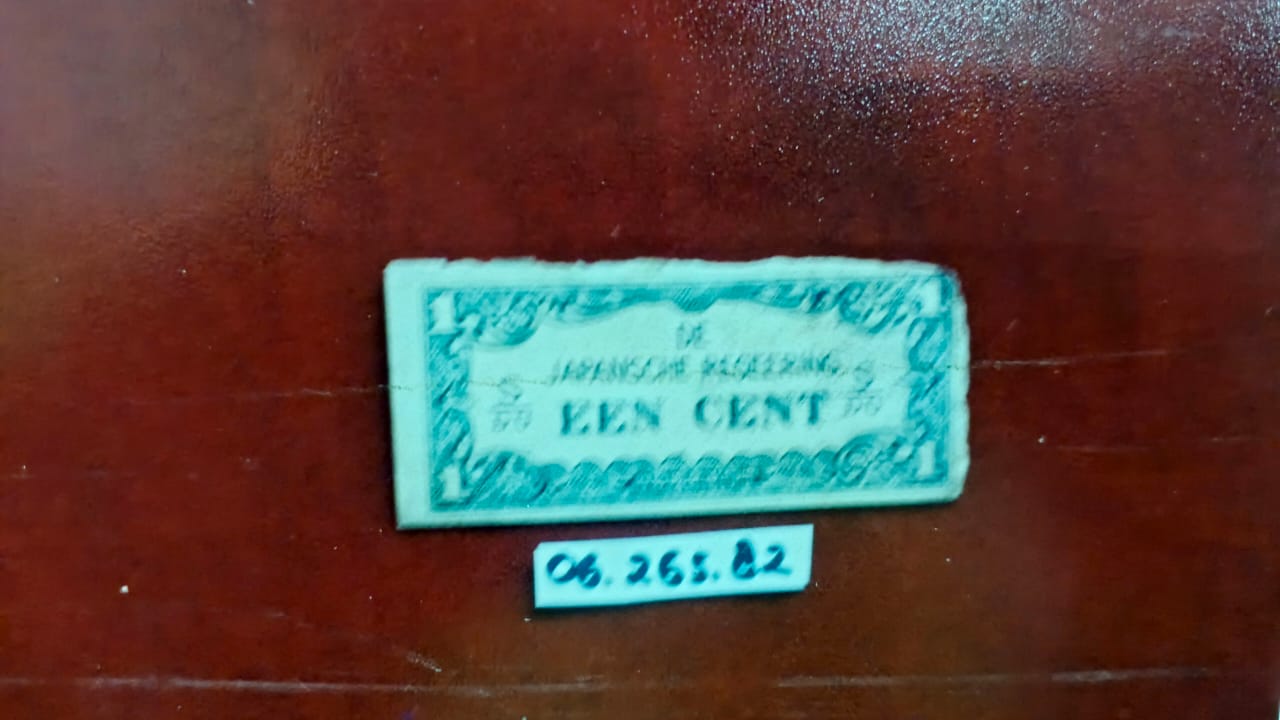 1 1
DE
JAPANSCHE REGEERING
EEN CENT
1 1
06.265.82